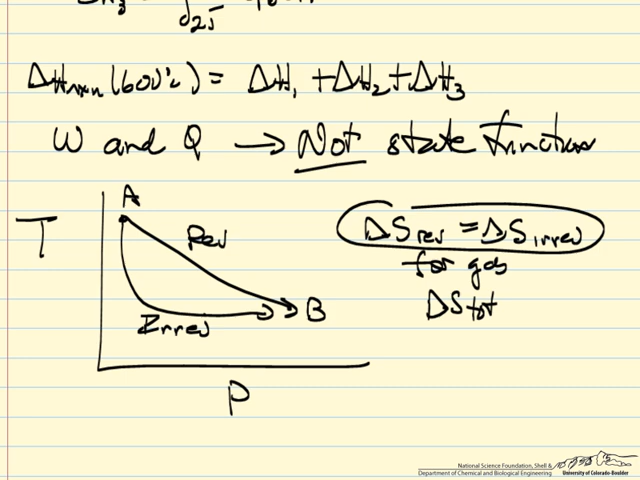 ΔHrxn (600°C) = ΔH1 + ΔH2 + ΔH3
W and Q → Not state function
A
T
Rev
ΔSrev = ΔSirrev
for gas
ΔStot
B
Irrev
P
National Science Foundation, Shell &
Department of Chemical and Biological Engineering
University of Colorado-Boulder